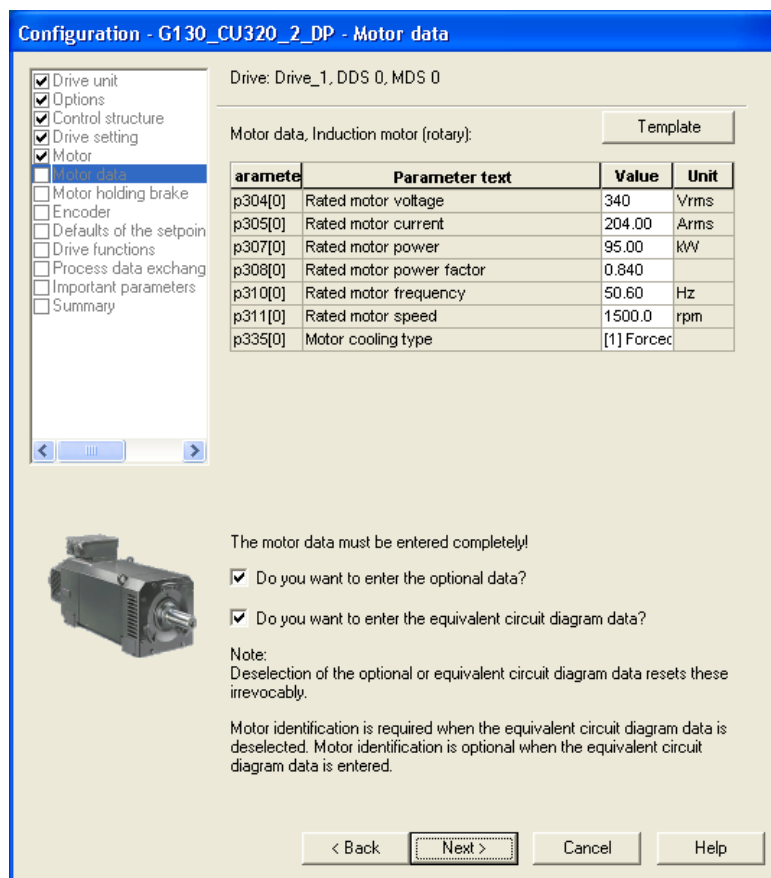 Configuration - G130_CU320_2_DP - Motor data
Drive unit
Options
Control structure
Drive setting
Motor
Motor data
Motor holding brake
Encoder
Defaults of the setpoin
Drive functions
Process data exchang
Important parameters
Summary
Drive: Drive_1, DDS 0, MDS 0
Motor data, Induction motor (rotary):
Template
aramete Parameter text Value Unit
p304[0] Rated motor voltage 340 Vrms
p305[0] Rated motor current 204.00 Arms
p307[0] Rated motor power 95.00 kW
p308[0] Rated motor power factor 0.840
p310[0] Rated motor frequency 50.60 Hz
p311[0] Rated motor speed 1500.0 rpm
p335[0] Motor cooling type [1] Forcec
The motor data must be entered completely!
Do you want to enter the optional data?
Do you want to enter the equivalent circuit diagram data?
Note:
Deselection of the optional or equivalent circuit diagram data resets these
irrevocably.
Motor identification is required when the equivalent circuit diagram data is
deselected. Motor identification is optional when the equivalent circuit
diagram data is entered.
< Back
Next >
Cancel
Help